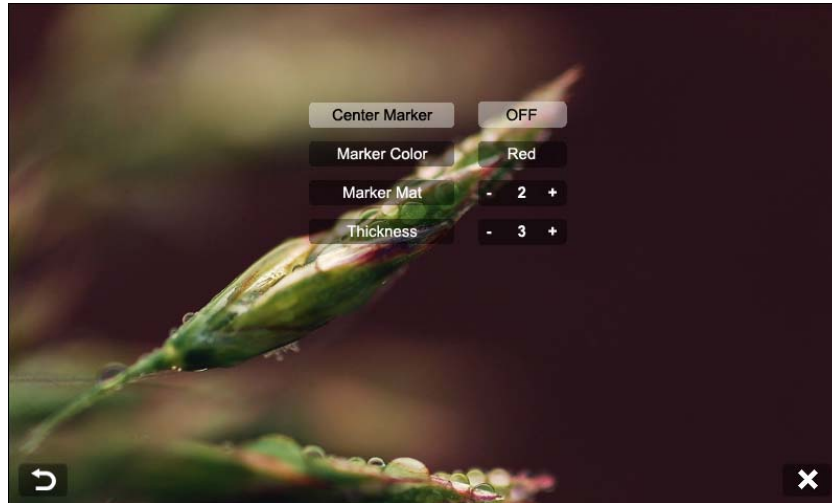 Center Marker OFF
Marker Color Red
Marker Mat - 2 +
Thickness - 3 +